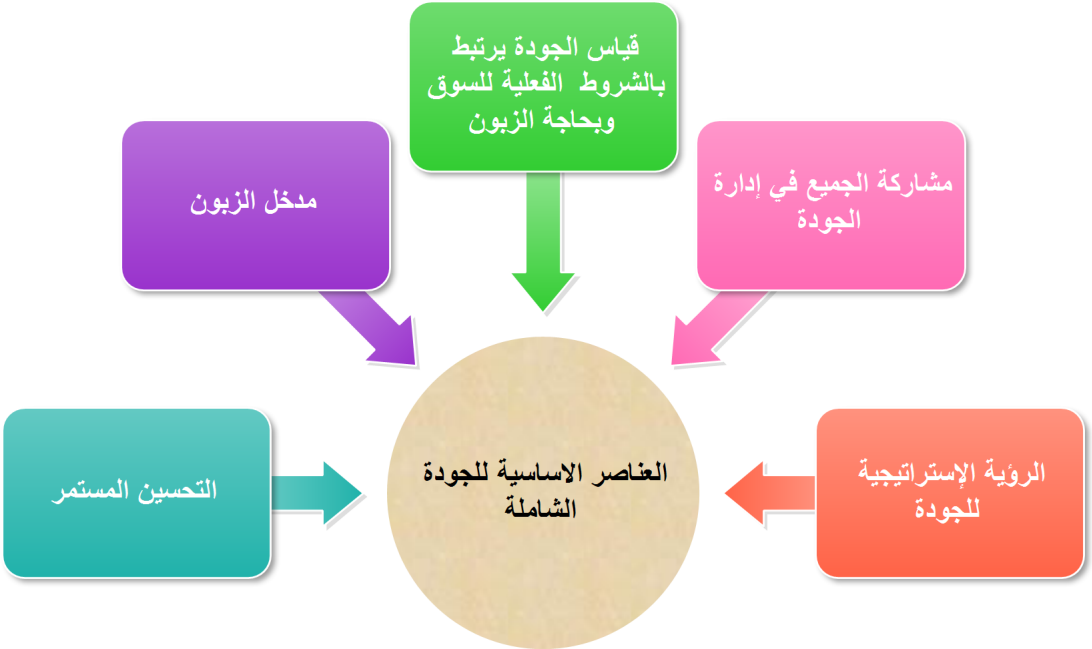 قياس الجودة يرتبط
بالشروط الفعلية للسوق
وبحاجة الزبون
مشاركة الجميع في إدارة
الجودة
مدخل الزبون
الرؤية الإستراتيجية
للجودة
العناصر الاساسية للجودة
الشاملة
التحسين المستمر